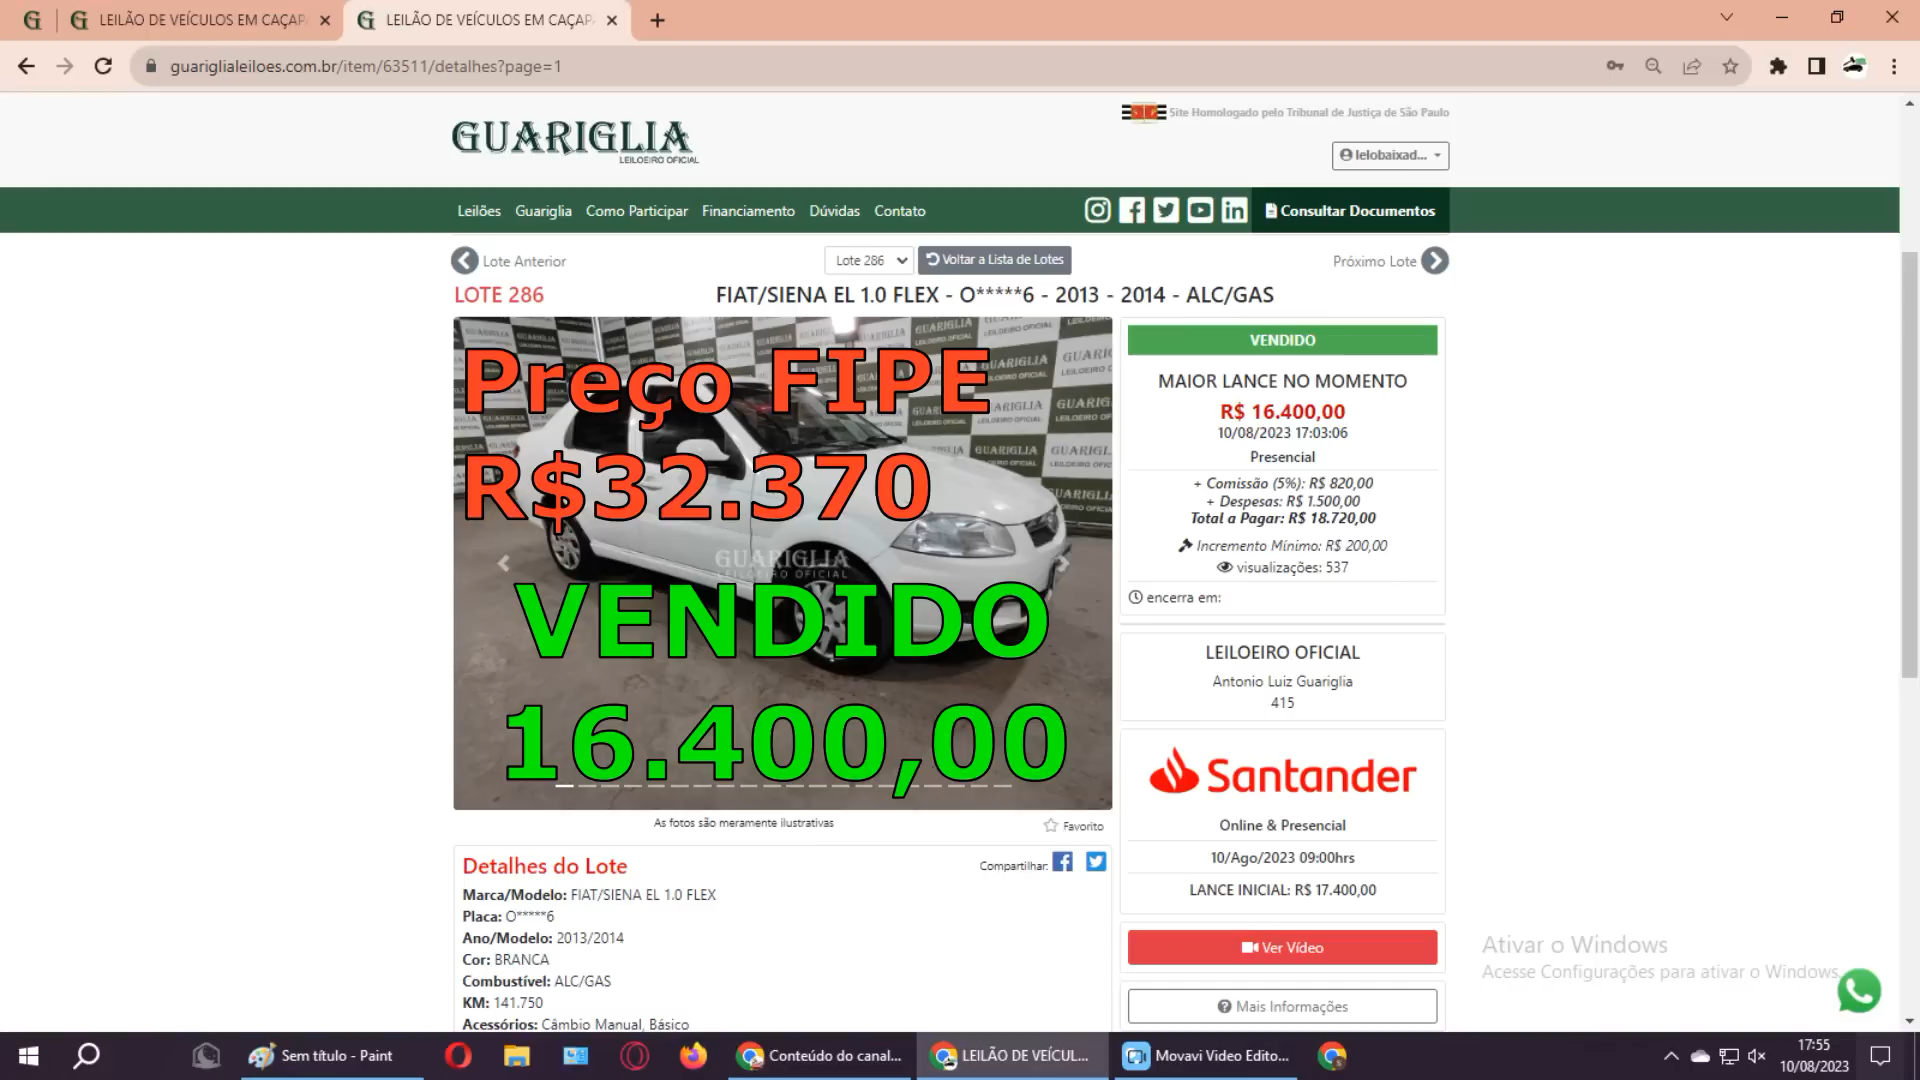 LEILÃO DE VEÍCULOS EM CAÇAPA
LEILÃO DE VEÍCULOS EM CAÇAPA
guariglialeiloes.com.br/item/63511/detalhes?page=1
Site Homologado pelo Tribunal de Justiça de São Paulo
GUARIGLIA
LEILOEIRO OFICIAL
lelobaixad...
Leilões Guariglia Como Participar Financiamento Dúvidas Contato
Consultar Documentos
Lote Anterior
Lote 286
Voltar a Lista de Lotes
Próximo Lote
LOTE 286
FIAT/SIENA EL 1.0 FLEX - O*****6 - 2013 - 2014 - ALC/GAS
Preço FIPE
R$32.370
GUARIGLIA
LEILOEIRO OFICIAL
VENDIDO
16.400,00
As fotos são meramente ilustrativas
Favorito
VENDIDO
MAIOR LANCE NO MOMENTO
R$ 16.400,00
10/08/2023 17:03:06
Presencial
+ Comissão (5%): R$ 820,00
+ Despesas: R$ 1.500,00
Total a Pagar: R$ 18.720,00
Incremento Mínimo: R$ 200,00
visualizações: 537
encerra em:
LEILOEIRO OFICIAL
Antonio Luiz Guariglia
415
Santander
Online & Presencial
10/Ago/2023 09:00hrs
LANCE INICIAL: R$ 17.400,00
Ver Vídeo
Mais Informações
Detalhes do Lote
Compartilhar:
Marca/Modelo: FIAT/SIENA EL 1.0 FLEX
Placa: O*****6
Ano/Modelo: 2013/2014
Cor: BRANCA
Combustível: ALC/GAS
KM: 141.750
Acessórios: Câmbio Manual, Básico
Ativar o Windows
Acesse Configurações para ativar o Windows.
Sem título - Paint
Conteúdo do canal...
LEILÃO DE VEÍCUL...
Movavi Video Edito...
17:55
10/08/2023